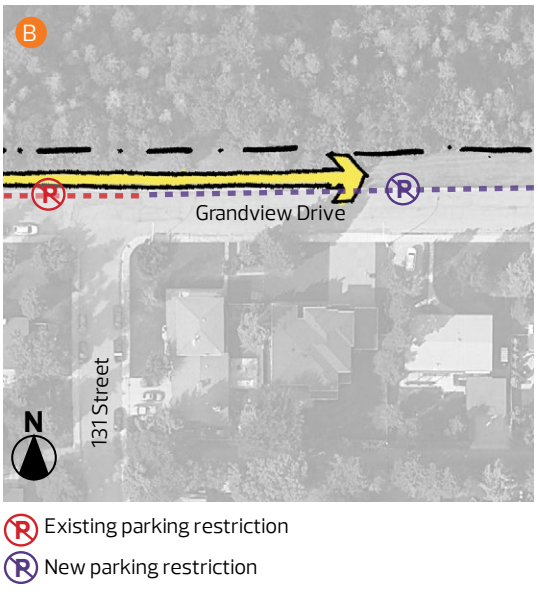 B
P
P
Grandview Drive
131 Street
N
P Existing parking restriction
P New parking restriction